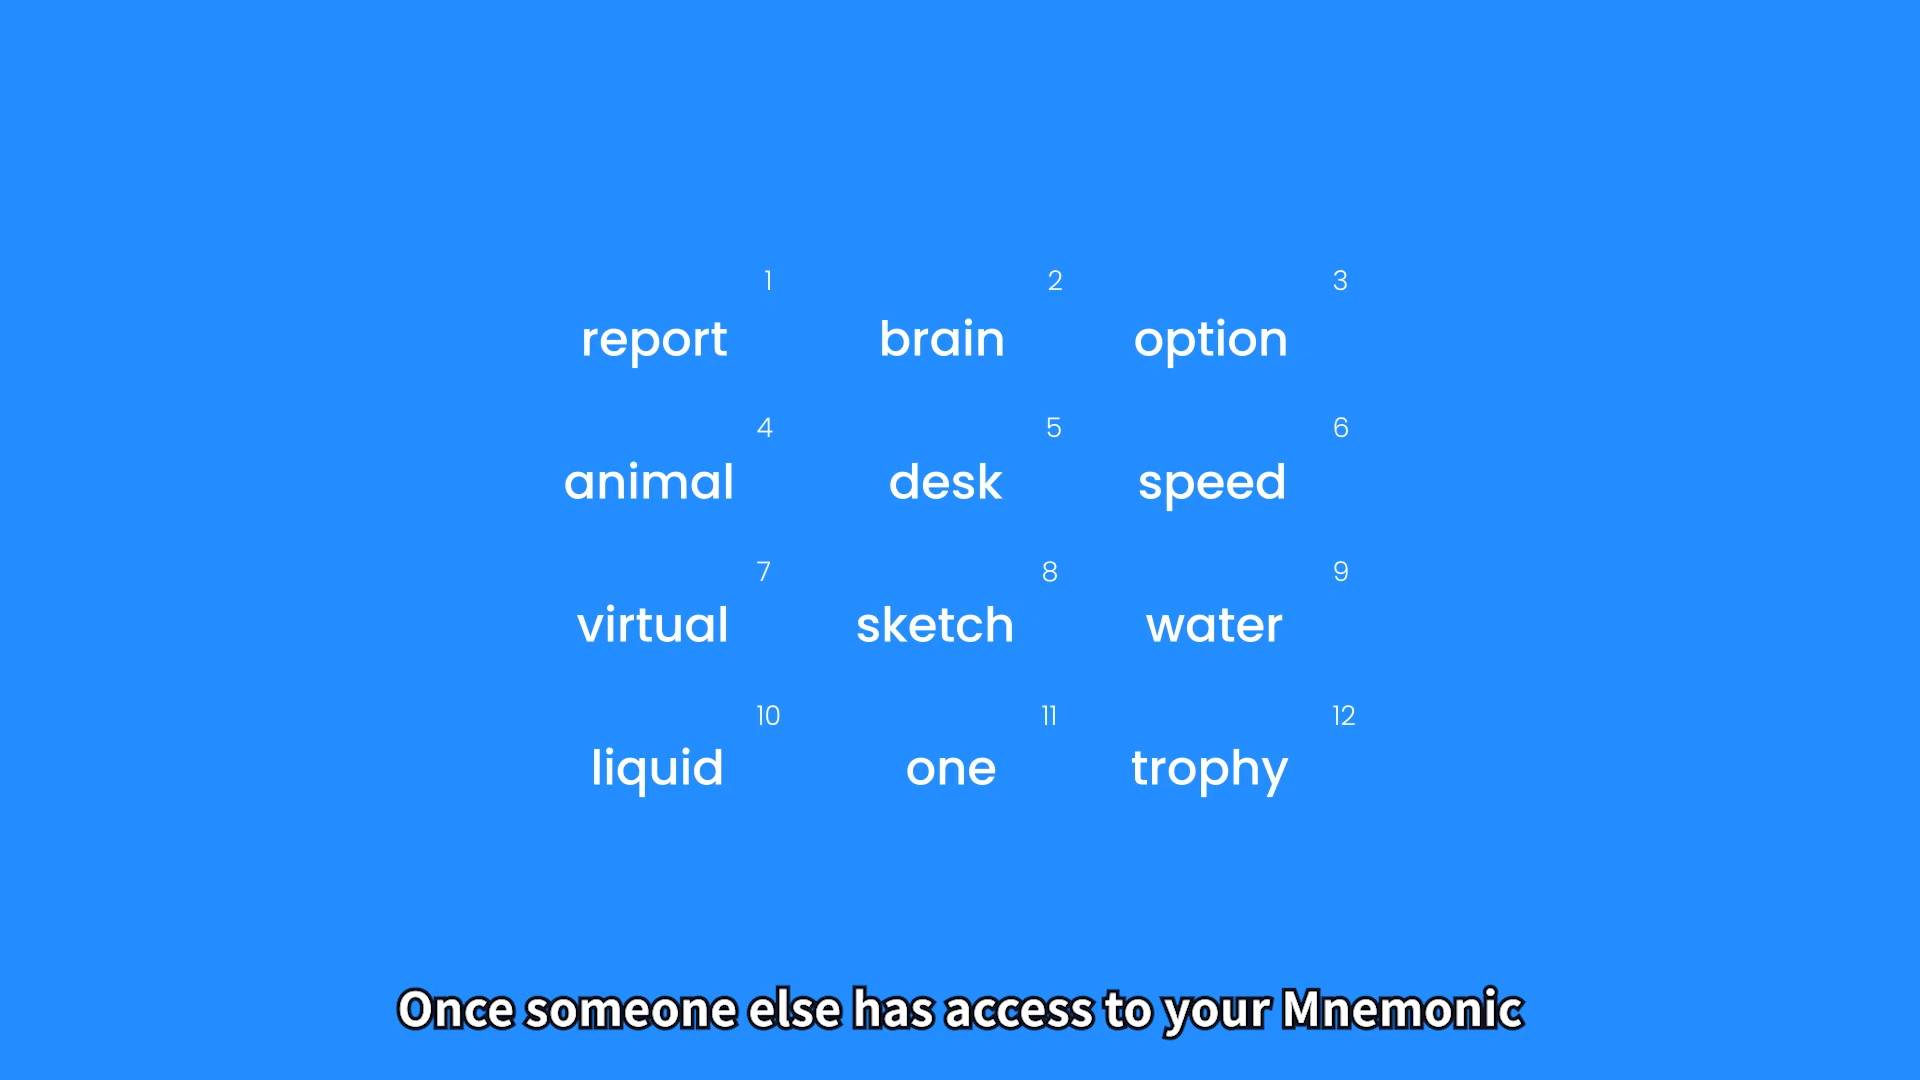 1 2 3
report brain option
4 5 6
animal desk speed
7 8 9
virtual sketch water
10 11 12
liquid one trophy
Once someone else has access to your Mnemonic